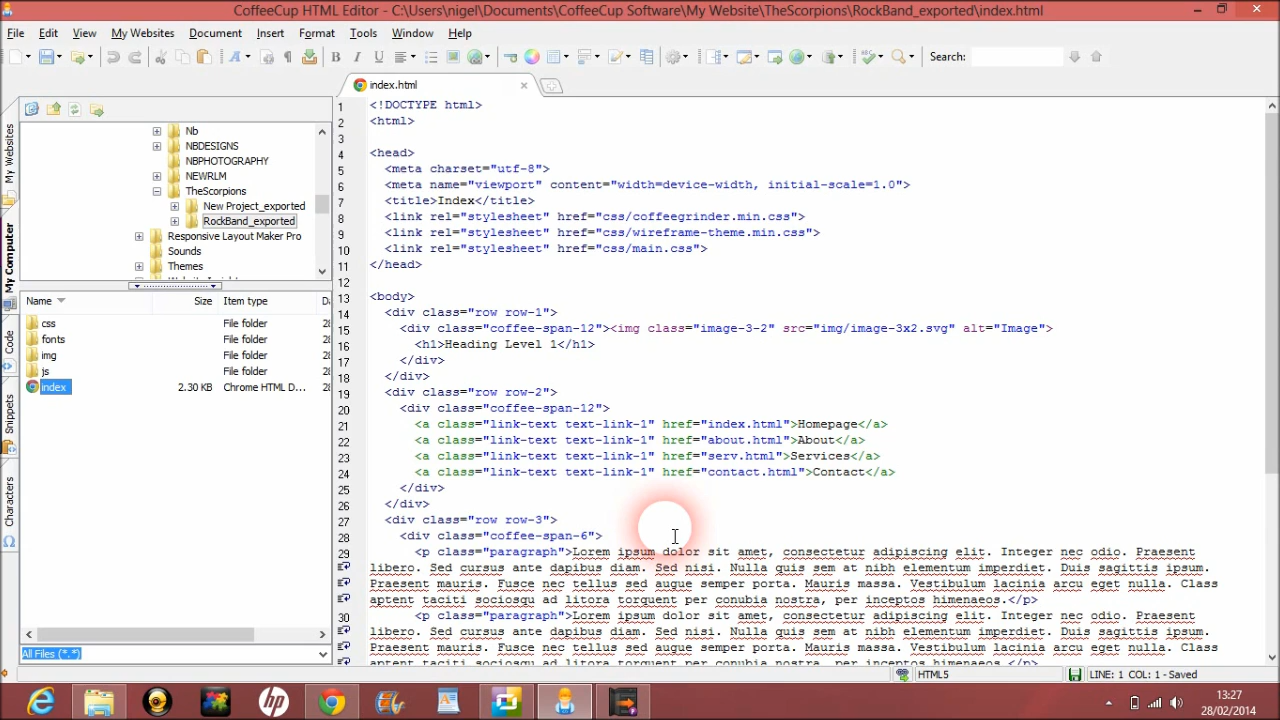 CoffeeCup HTML Editor - C:\Users\nigel\Documents\CoffeeCup Software\My Website\TheScorpions\RockBand_exported\index.html
File Edit View My Websites Document Insert Format Tools Window Help
Search:
index.html
My Websites
My Computer
Code
Snippets
Characters
Nb
NBDESIGNS
NBPHOTOGRAPHY
NEWRLM
TheScorpions
New Project_exported
RockBand_exported
Responsive Layout Maker Pro
Sounds
Themes
Name Size Item type
css File folder
fonts File folder
img File folder
js File folder
index 2.30 KB Chrome HTML D...
All Files (*.*)
1 <!DOCTYPE html>
2 <html>
3
4 <head>
5 <meta charset="utf-8">
6 <meta name="viewport" content="width=device-width, initial-scale=1.0">
7 <title>Index</title>
8 <link rel="stylesheet" href="css/coffeegrinder.min.css">
9 <link rel="stylesheet" href="css/wireframe-theme.min.css">
10 <link rel="stylesheet" href="css/main.css">
11 </head>
12
13 <body>
14 <div class="row row-1">
15 <div class="coffee-span-12"><img class="image-3-2" src="img/image-3x2.svg" alt="Image">
16 <h1>Heading Level 1</h1>
17 </div>
18 </div>
19 <div class="row row-2">
20 <div class="coffee-span-12">
21 <a class="link-text text-link-1" href="index.html">Homepage</a>
22 <a class="link-text text-link-1" href="about.html">About</a>
23 <a class="link-text text-link-1" href="serv.html">Services</a>
24 <a class="link-text text-link-1" href="contact.html">Contact</a>
25 </div>
26 </div>
27 <div class="row row-3">
28 <div class="coffee-span-6">
29 <p class="paragraph">Lorem ipsum dolor sit amet, consectetur adipiscing elit. Integer nec odio. Praesent
libero. Sed cursus ante dapibus diam. Sed nisi. Nulla quis sem at nibh elementum imperdiet. Duis sagittis ipsum.
Praesent mauris. Fusce nec tellus sed augue semper porta. Mauris massa. Vestibulum lacinia arcu eget nulla. Class
aptent taciti sociosqu ad litora torquent per conubia nostra, per inceptos himenaeos.</p>
30 <p class="paragraph">Lorem ipsum dolor sit amet, consectetur adipiscing elit. Integer nec odio. Praesent
libero. Sed cursus ante dapibus diam. Sed nisi. Nulla quis sem at nibh elementum imperdiet. Duis sagittis ipsum.
Praesent mauris. Fusce nec tellus sed augue semper porta. Mauris massa. Vestibulum lacinia arcu eget nulla. Class
aptent taciti sociosqu ad litora torquent per conubia nostra, per inceptos himenaeos.</p>
HTML5 LINE: 1 COL: 1 - Saved
13:27
28/02/2014